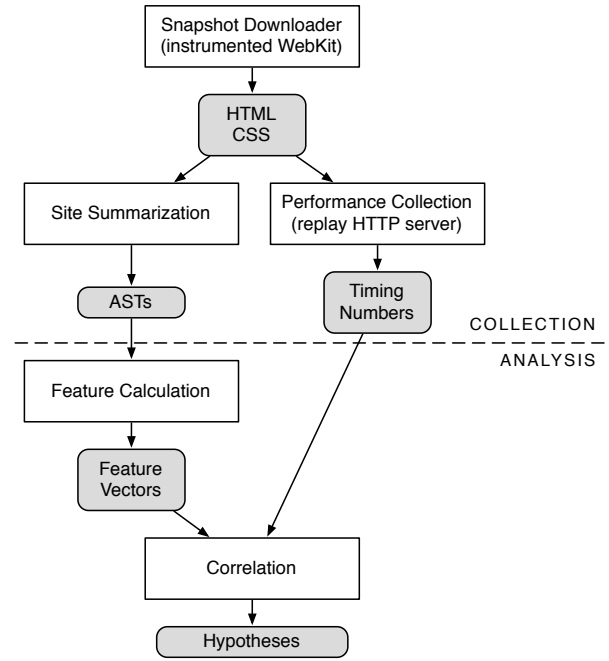 Snapshot Downloader
(instrumented WebKit)
HTML
CSS
Site Summarization
Performance Collection
(replay HTTP server)
ASTs
Timing
Numbers
COLLECTION
ANALYSIS
Feature Calculation
Feature
Vectors
Correlation
Hypotheses